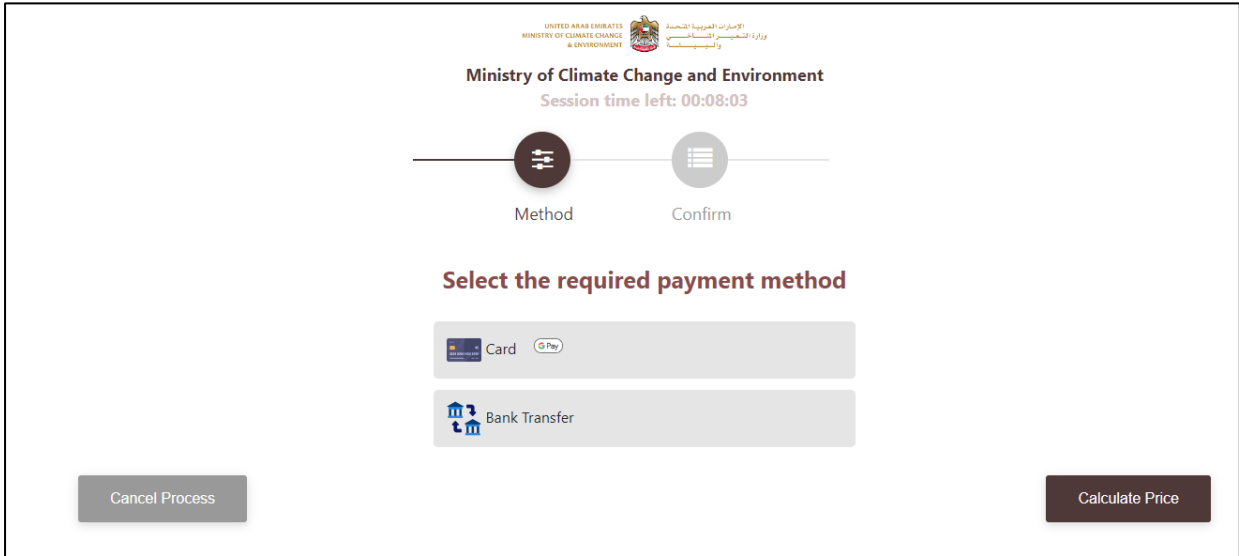 UNITED ARAB EMIRATES
MINISTRY OF CLIMATE CHANGE
& ENVIRONMENT
الإمارات العربية المتحدة
وزارة التغير المناخي
والبيئة
Ministry of Climate Change and Environment
Session time left: 00:08:03
Method
Confirm
Select the required payment method
Card
G Pay
Bank Transfer
Cancel Process
Calculate Price